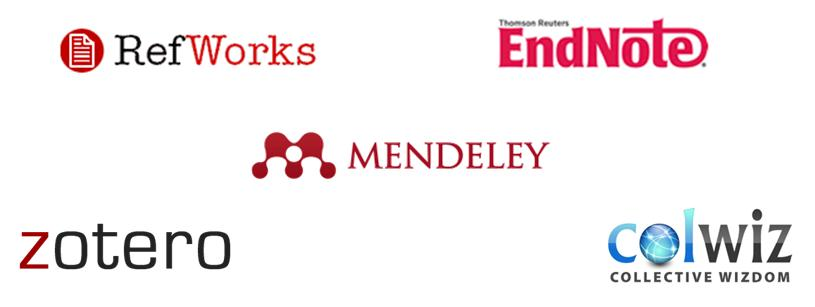 RefWorks
Thomson Reuters
EndNote
MENDELEY
zotero
colwiz
COLLECTIVE WIZDOM